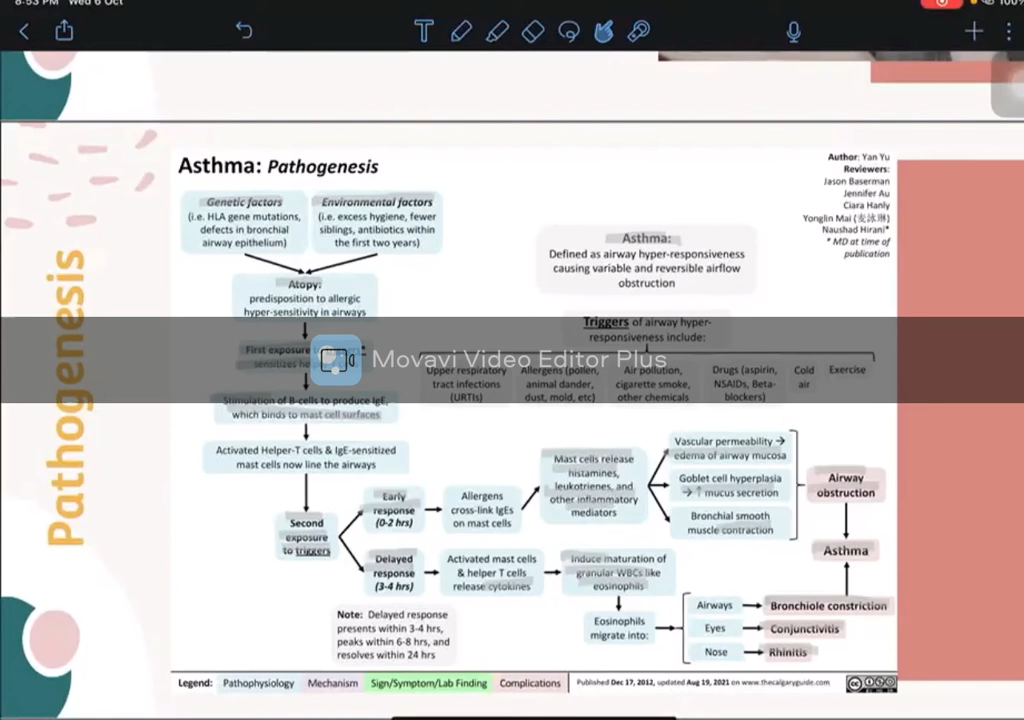 8:53 PM Wed 6 Oct
100%
Pathogenesis
Asthma: Pathogenesis
Author: Yan Yu
Reviewers:
Jason Baserman
Jennifer Au
Ciara Hanly
Yonglin Mai (麦泳琳)
Naushad Hirani*
* MD at time of
publication
Genetic factors
(i.e. HLA gene mutations,
defects in bronchial
airway epithelium)
Environmental factors
(i.e. excess hygiene, fewer
siblings, antibiotics within
the first two years)
Asthma:
Defined as airway hyper-responsiveness
causing variable and reversible airflow
obstruction
Atopy:
predisposition to allergic
hyper-sensitivity in airways
Triggers of airway hyper-
responsiveness include:
First exposure
sensitizes
Movavi Video Editor Plus
Upper respiratory
tract infections
(URTIs)
Allergens (pollen,
animal dander,
dust, mold, etc)
Air pollution,
cigarette smoke,
other chemicals
Drugs (aspirin,
NSAIDs, Beta-
blockers)
Cold
air
Exercise
Stimulation of B-cells to produce IgE,
which binds to mast cell surfaces
Activated Helper-T cells & IgE-sensitized
mast cells now line the airways
Second
exposure
to triggers
Early
response
(0-2 hrs)
Allergens
cross-link IgEs
on mast cells
Mast cells release
histamines,
leukotrienes, and
other inflammatory
mediators
Vascular permeability →
edema of airway mucosa
Goblet cell hyperplasia
→ ↑ mucus secretion
Bronchial smooth
muscle contraction
Airway
obstruction
Asthma
Delayed
response
(3-4 hrs)
Activated mast cells
& helper T cells
release cytokines
Induce maturation of
granular WBCs like
eosinophils
Eosinophils
migrate into:
Airways
Bronchiole constriction
Eyes
Conjunctivitis
Nose
Rhinitis
Note: Delayed response
presents within 3-4 hrs,
peaks within 6-8 hrs, and
resolves within 24 hrs
Legend: Pathophysiology Mechanism Sign/Symptom/Lab Finding Complications
Published Dec 17, 2012, updated Aug 19, 2021 on www.thecalgaryguide.com